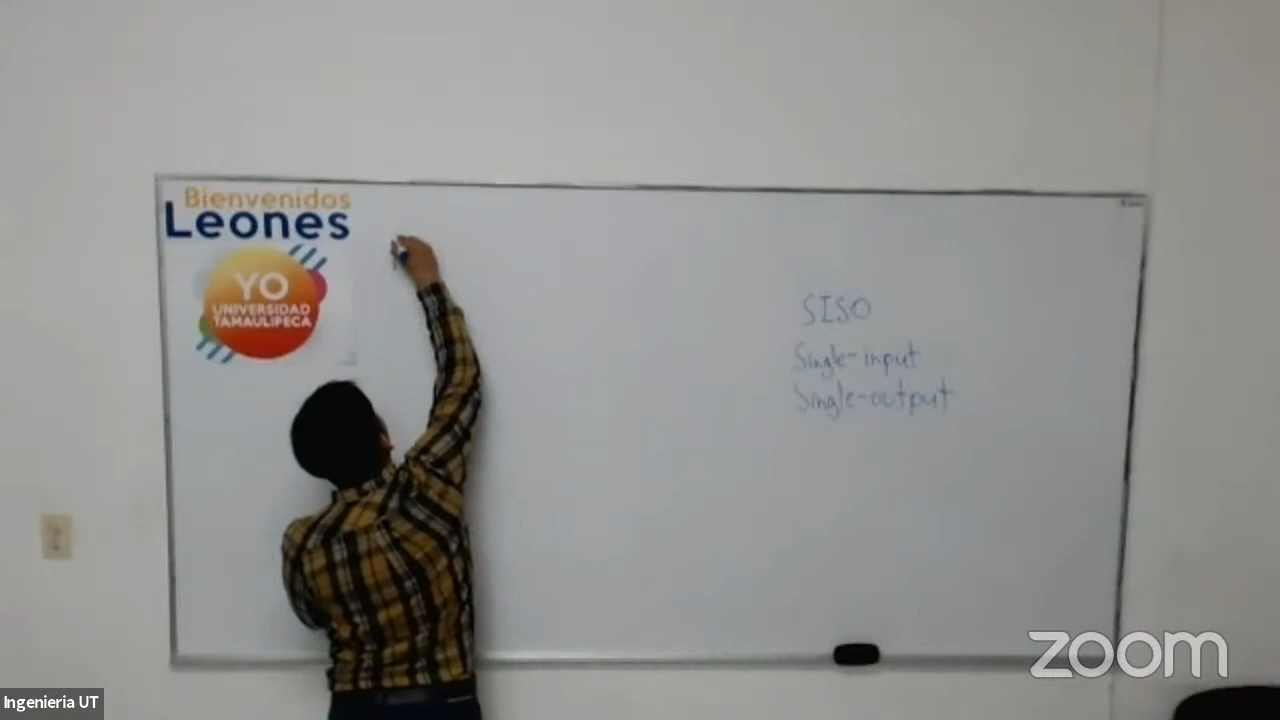 Bienvenidos
Leones
YO
UNIVERSIDAD
TAMAULIPECA
SISO
Single-input
Single-output
zoom
Ingenieria UT